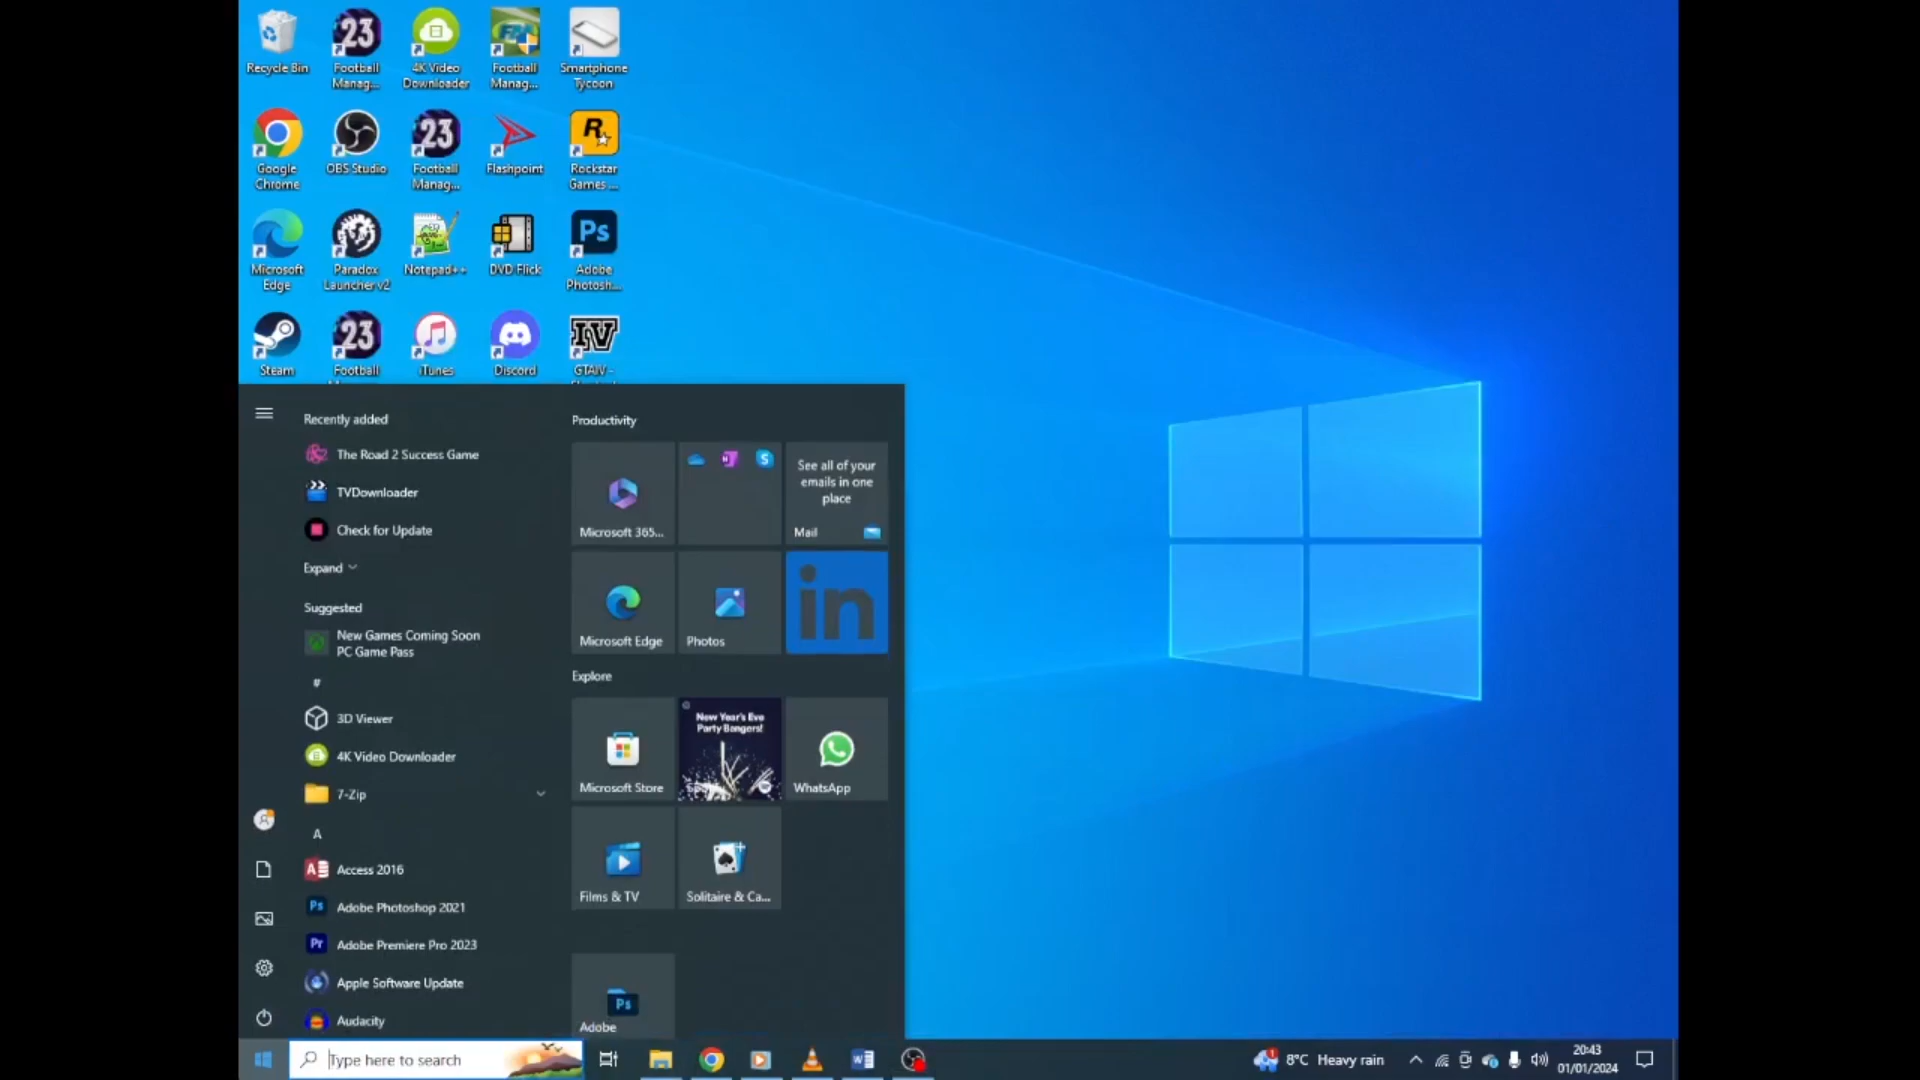 Recycle Bin
Football
Manag...
4K Video
Downloader
Football
Manag...
Smartphone
Tycoon
Google
Chrome
OBS Studio
23
Football
Manag...
Flashpoint
R
Rockstar
Games ...
Microsoft
Edge
Paradox
Launcher v2
Notepad++
DVD Flick
Ps
Adobe
Photosh...
Steam
23
Football
iTunes
Discord
IV
GTAIV -
Recently added
The Road 2 Success Game
TVDownloader
Check for Update
Expand
Suggested
New Games Coming Soon
PC Game Pass
#
3D Viewer
4K Video Downloader
7-Zip
A
Access 2016
Adobe Photoshop 2021
Adobe Premiere Pro 2023
Apple Software Update
Audacity
Productivity
Microsoft 365...
See all of your
emails in one
place
Mail
Microsoft Edge
Photos
in
Explore
Microsoft Store
New Year's Eve
Party Bangers!
WhatsApp
Films & TV
Solitaire & Ca...
Ps
Adobe
Type here to search
8°C Heavy rain
20:43
01/01/2024